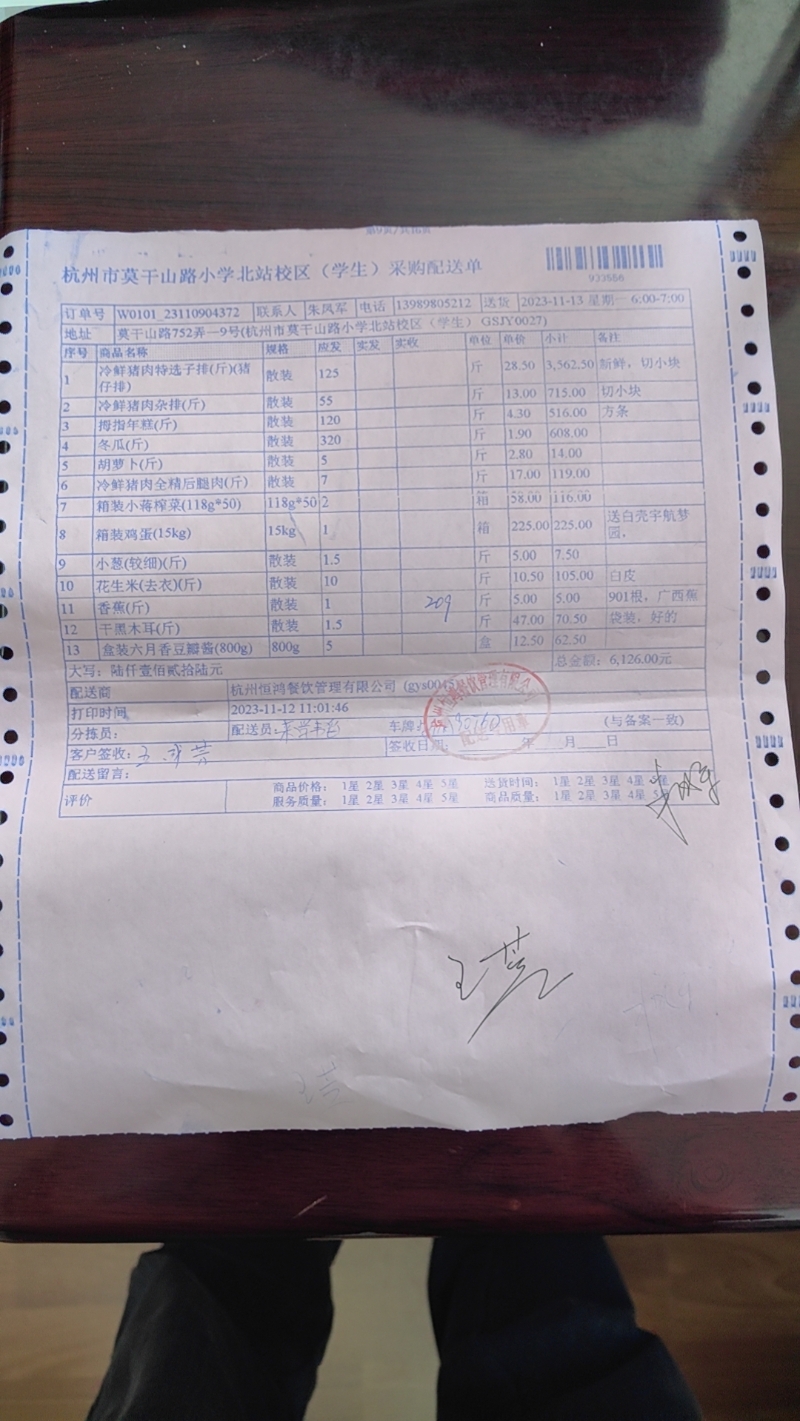 杭州市莫干山路小学北站校区（学生）采购配送单
订单号 W0101_23110904372 联系人 朱凤军 电话 13989805212 送货 2023-11-13 星期一 6:00-7:00
地址 莫干山路752弄一9号(杭州市莫干山路小学北站校区（学生） GSJY0027)
序号 商品名称 规格 应发 实发 实收 单位 单价 小计 备注
1 冷鲜猪肉特选子排(斤)(猪仔排) 散装 125 斤 28.50 3,562.50 新鲜，切小块
2 冷鲜猪肉杂排(斤) 散装 55 斤 13.00 715.00 切小块
3 拇指年糕(斤) 散装 120 斤 4.30 516.00 方条
4 冬瓜(斤) 散装 320 斤 1.90 608.00
5 胡萝卜(斤) 散装 5 斤 2.80 14.00
6 冷鲜猪肉全精后腿肉(斤) 散装 7 斤 17.00 119.00
7 箱装小蒋榨菜(118g*50) 118g*50 2 箱 58.00 116.00
8 箱装鸡蛋(15kg) 15kg 1 箱 225.00 225.00 送白壳宇航梦园，
9 小葱(较细)(斤) 散装 1.5 斤 5.00 7.50
10 花生米(去衣)(斤) 散装 10 斤 10.50 105.00 白皮
11 香蕉(斤) 散装 1 209 斤 5.00 5.00 901根，广西蕉
12 干黑木耳(斤) 散装 1.5 斤 47.00 70.50 袋装，好的
13 盒装六月香豆瓣酱(800g) 800g 5 盒 12.50 62.50
大写：陆仟壹佰贰拾陆元 总金额：6,126.00元
配送商 杭州恒鸿餐饮管理有限公司 (gys0045
打印时间 2023-11-12 11:01:46
分拣员： 配送员： 车牌 (与备案一致)
客户签收： 签收日期 年 月 日
配送留言：
评价 商品价格： 1星 2星 3星 4星 5星 送货时间： 1星 2星 3星 4星
服务质量： 1星 2星 3星 4星 5星 商品质量： 1星 2星 3星 4星